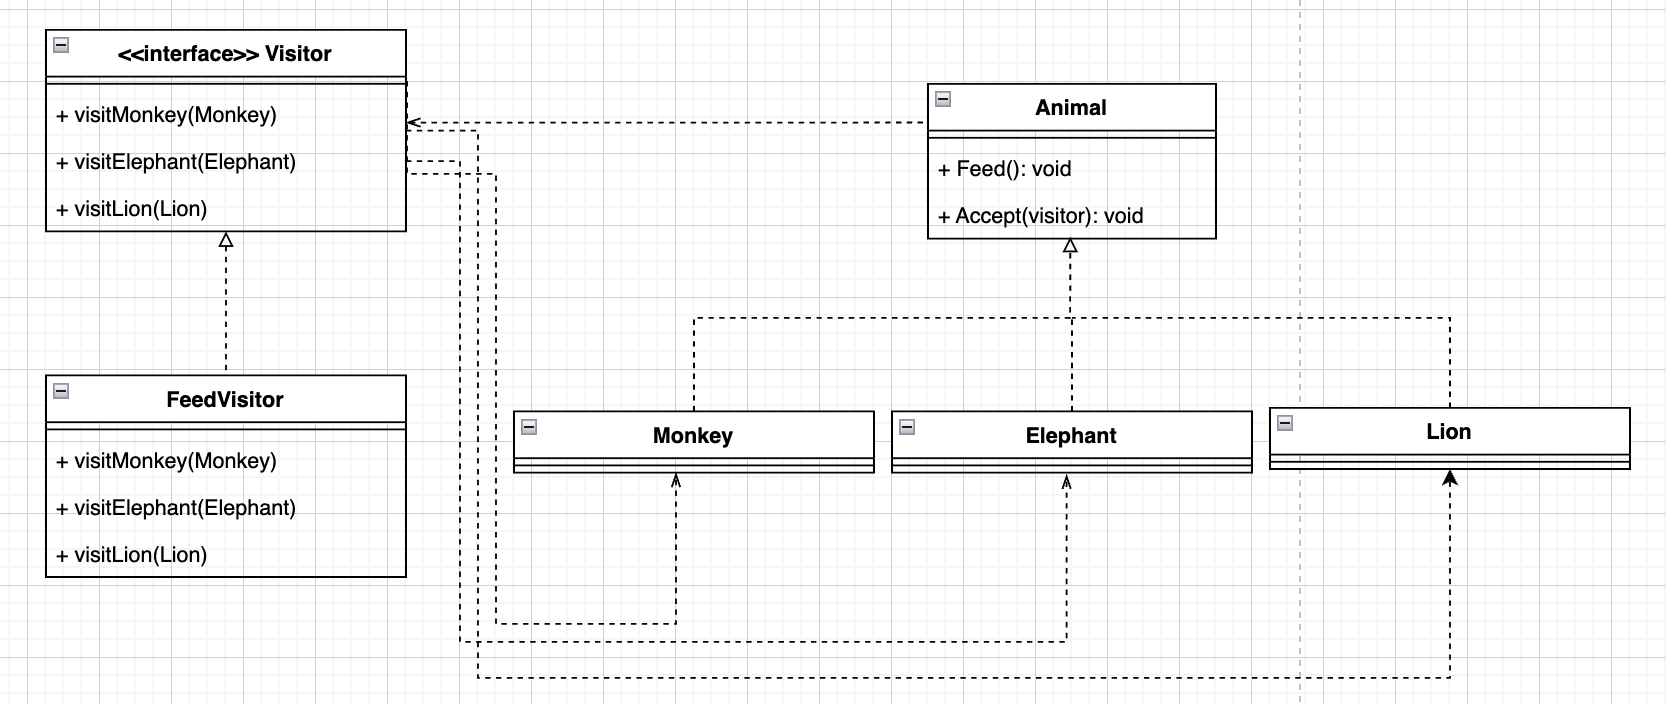 <<interface>> Visitor
+ visitMonkey(Monkey)
+ visitElephant(Elephant)
+ visitLion(Lion)
Animal
+ Feed(): void
+ Accept(visitor): void
FeedVisitor
+ visitMonkey(Monkey)
+ visitElephant(Elephant)
+ visitLion(Lion)
Monkey
Elephant
Lion